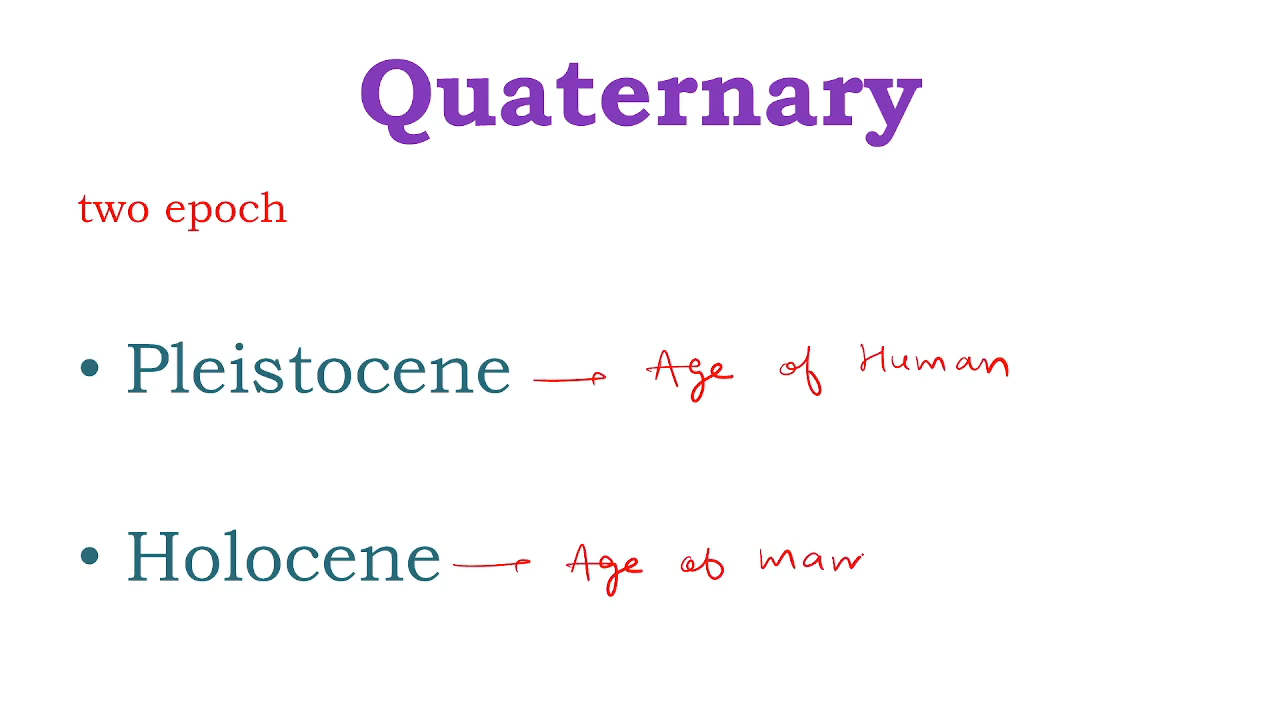 Quaternary
two epoch
• Pleistocene → Age of Human
• Holocene → Age of man